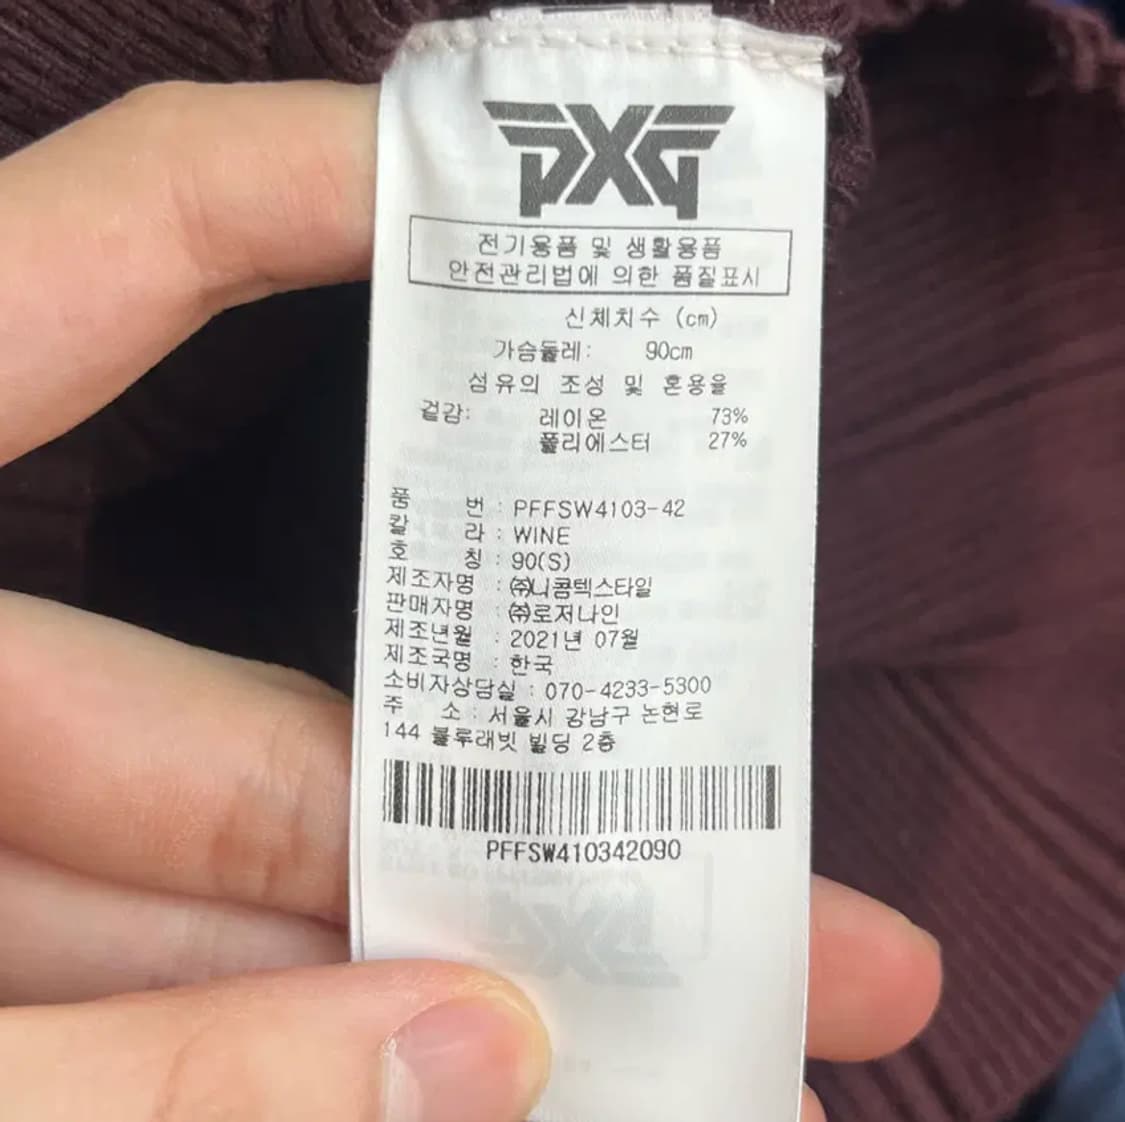 PXG
전기용품 및 생활용품
안전관리법에 의한 품질표시
신체치수 (cm)
가슴둘레: 90cm
섬유의 조성 및 혼용율
겉감: 레이온 73%
폴리에스터 27%
품 번 : PFFSW4103-42
칼 라 : WINE
호 칭 : 90(S)
제조자명 : ㈜니콤텍스타일
판매자명 : ㈜로저나인
제조년월 : 2021년 07월
제조국명 : 한국
소비자상담실 : 070-4233-5300
주 소 : 서울시 강남구 논현로
144 블루래빗 빌딩 2층
PFFSW410342090